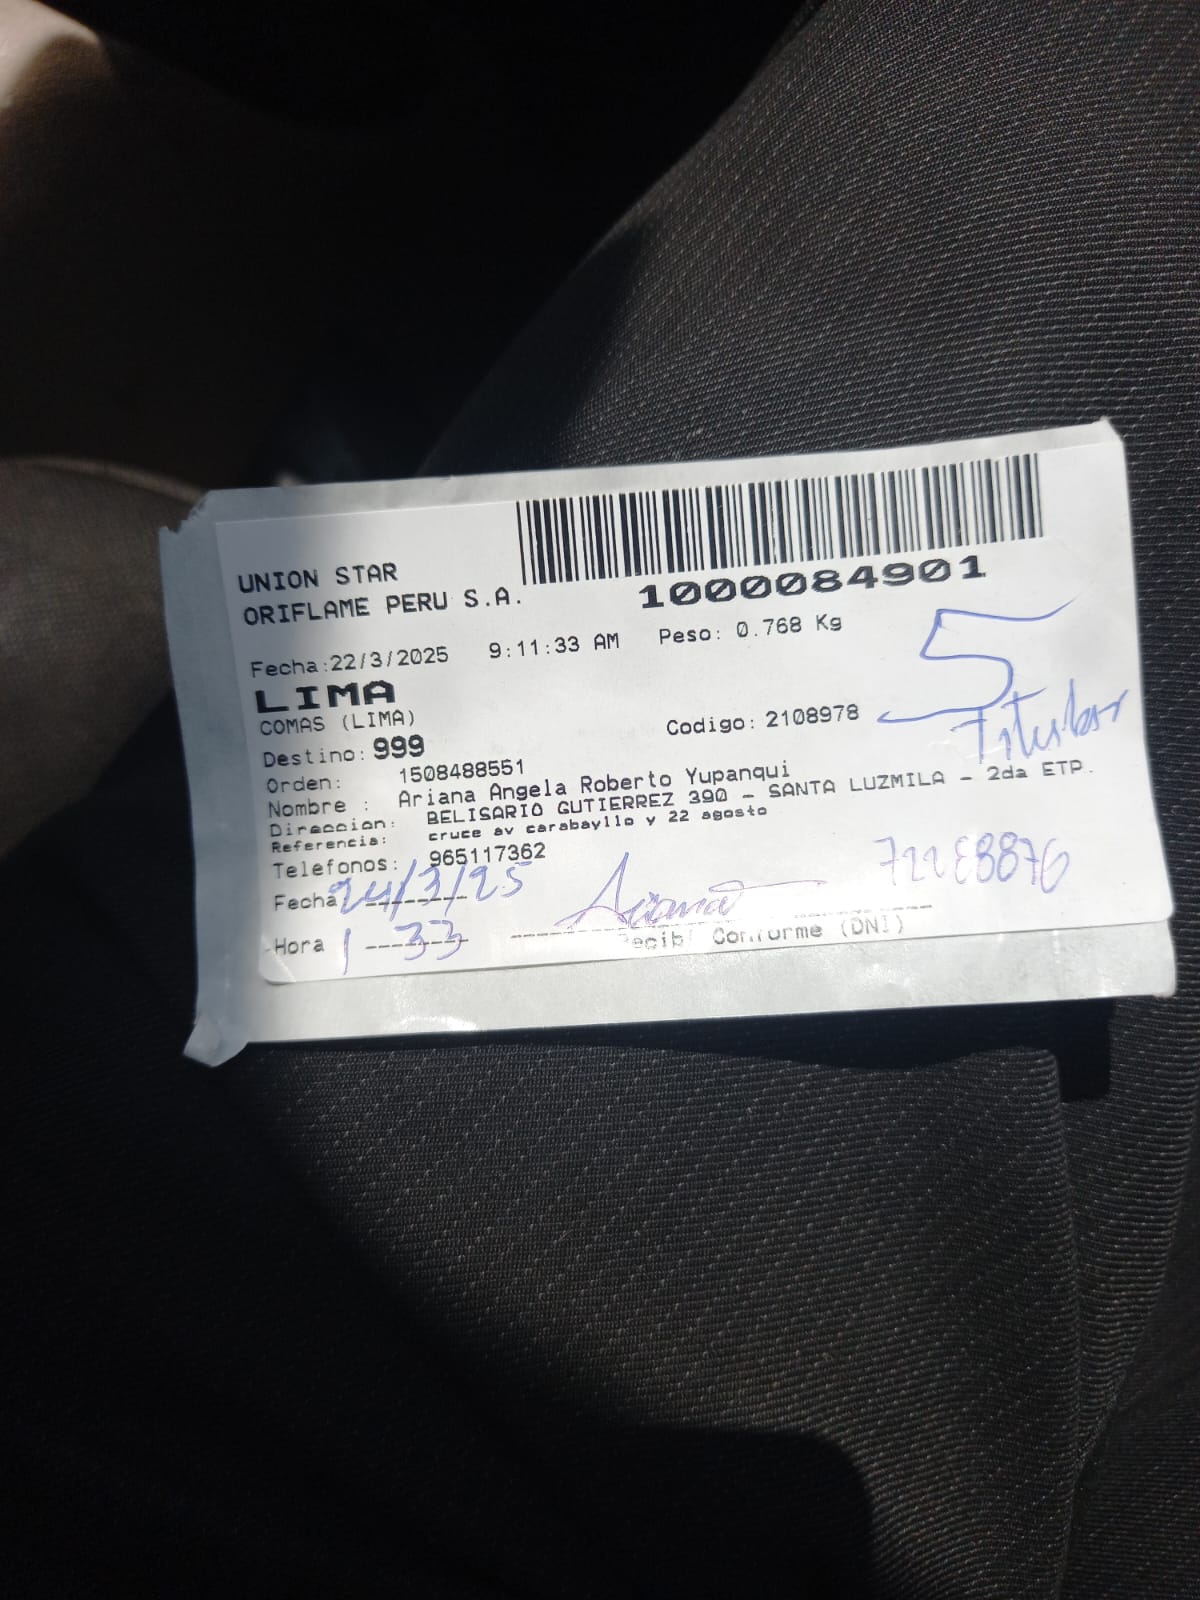 1000084901
UNION STAR
ORIFLAME PERU S.A.
Fecha:22/3/2025 9:11:33 AM Peso: 0.768 Kg
5
LIMA
COMAS (LIMA)
Codigo: 2108978
Titular
Destino: 999
Orden: 1508488551
Nombre : Ariana Angela Roberto Yupanqui
Direccion: BELISARIO GUTIERREZ 390 - SANTA LUZMILA - 2da ETP.
Referencia: cruce av carabayllo y 22 agosto
Telefonos: 965117362
Fecha 24/3/25 Ariana
Hora 1-33
Recibi Conforme (DNI)